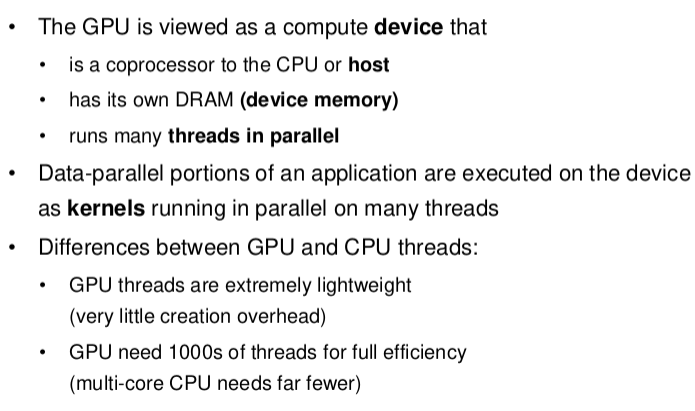 • The GPU is viewed as a compute device that
• is a coprocessor to the CPU or host
• has its own DRAM (device memory)
• runs many threads in parallel
• Data-parallel portions of an application are executed on the device
as kernels running in parallel on many threads
• Differences between GPU and CPU threads:
• GPU threads are extremely lightweight
(very little creation overhead)
• GPU need 1000s of threads for full efficiency
(multi-core CPU needs far fewer)